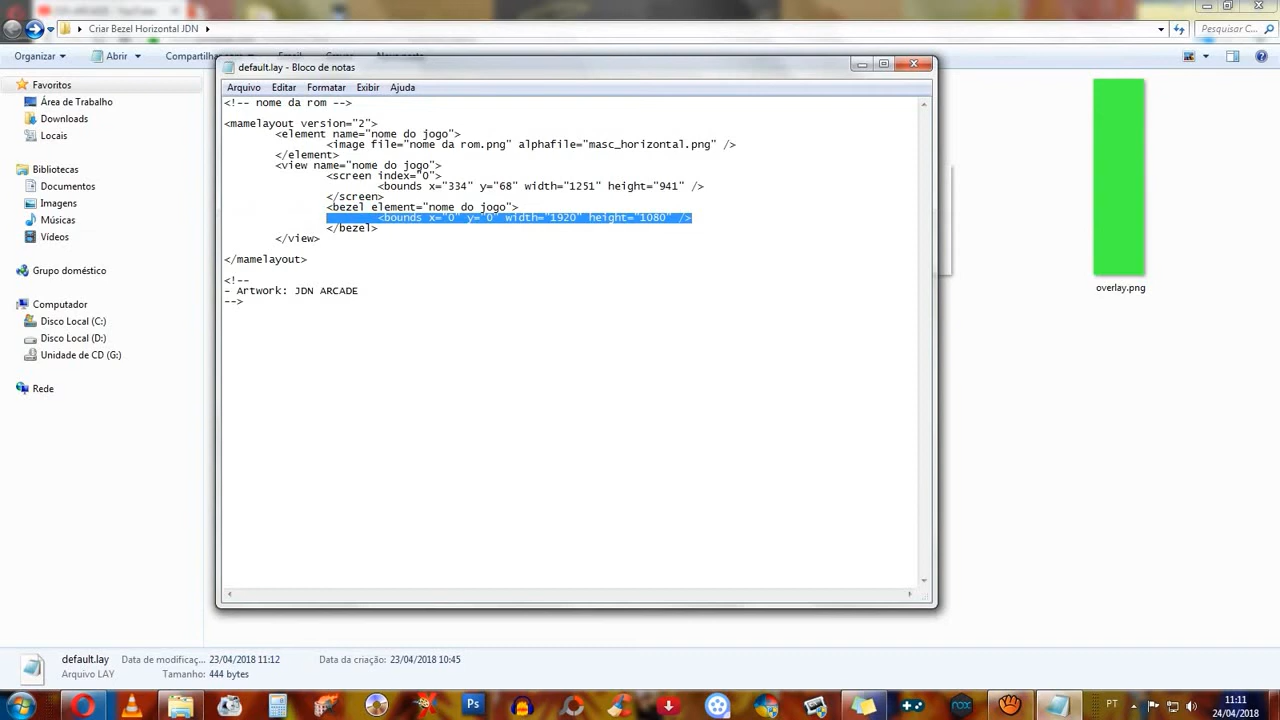 Criar Bezel Horizontal JDN
Pesquisar C...
Organizar
Abrir
default.lay - Bloco de notas
Arquivo Editar Formatar Exibir Ajuda
<!-- nome da rom -->
<mamelayout version="2">
<element name="nome do jogo">
<image file="nome da rom.png" alphafile="masc_horizontal.png" />
</element>
<view name="nome do jogo">
<screen index="0">
<bounds x="334" y="68" width="1251" height="941" />
</screen>
<bezel element="nome do jogo">
<bounds x="0" y="0" width="1920" height="1080" />
</bezel>
</view>
</mamelayout>
<!--
- Artwork: JDN ARCADE
-->
Favoritos
Área de Trabalho
Downloads
Locais
Bibliotecas
Documentos
Imagens
Músicas
Vídeos
Grupo doméstico
Computador
Disco Local (C:)
Disco Local (D:)
Unidade de CD (G:)
Rede
overlay.png
default.lay Data de modificaç... 23/04/2018 11:12 Data da criação: 23/04/2018 10:45
Arquivo LAY Tamanho: 444 bytes
Ps
nox
PT
11:11
24/04/2018